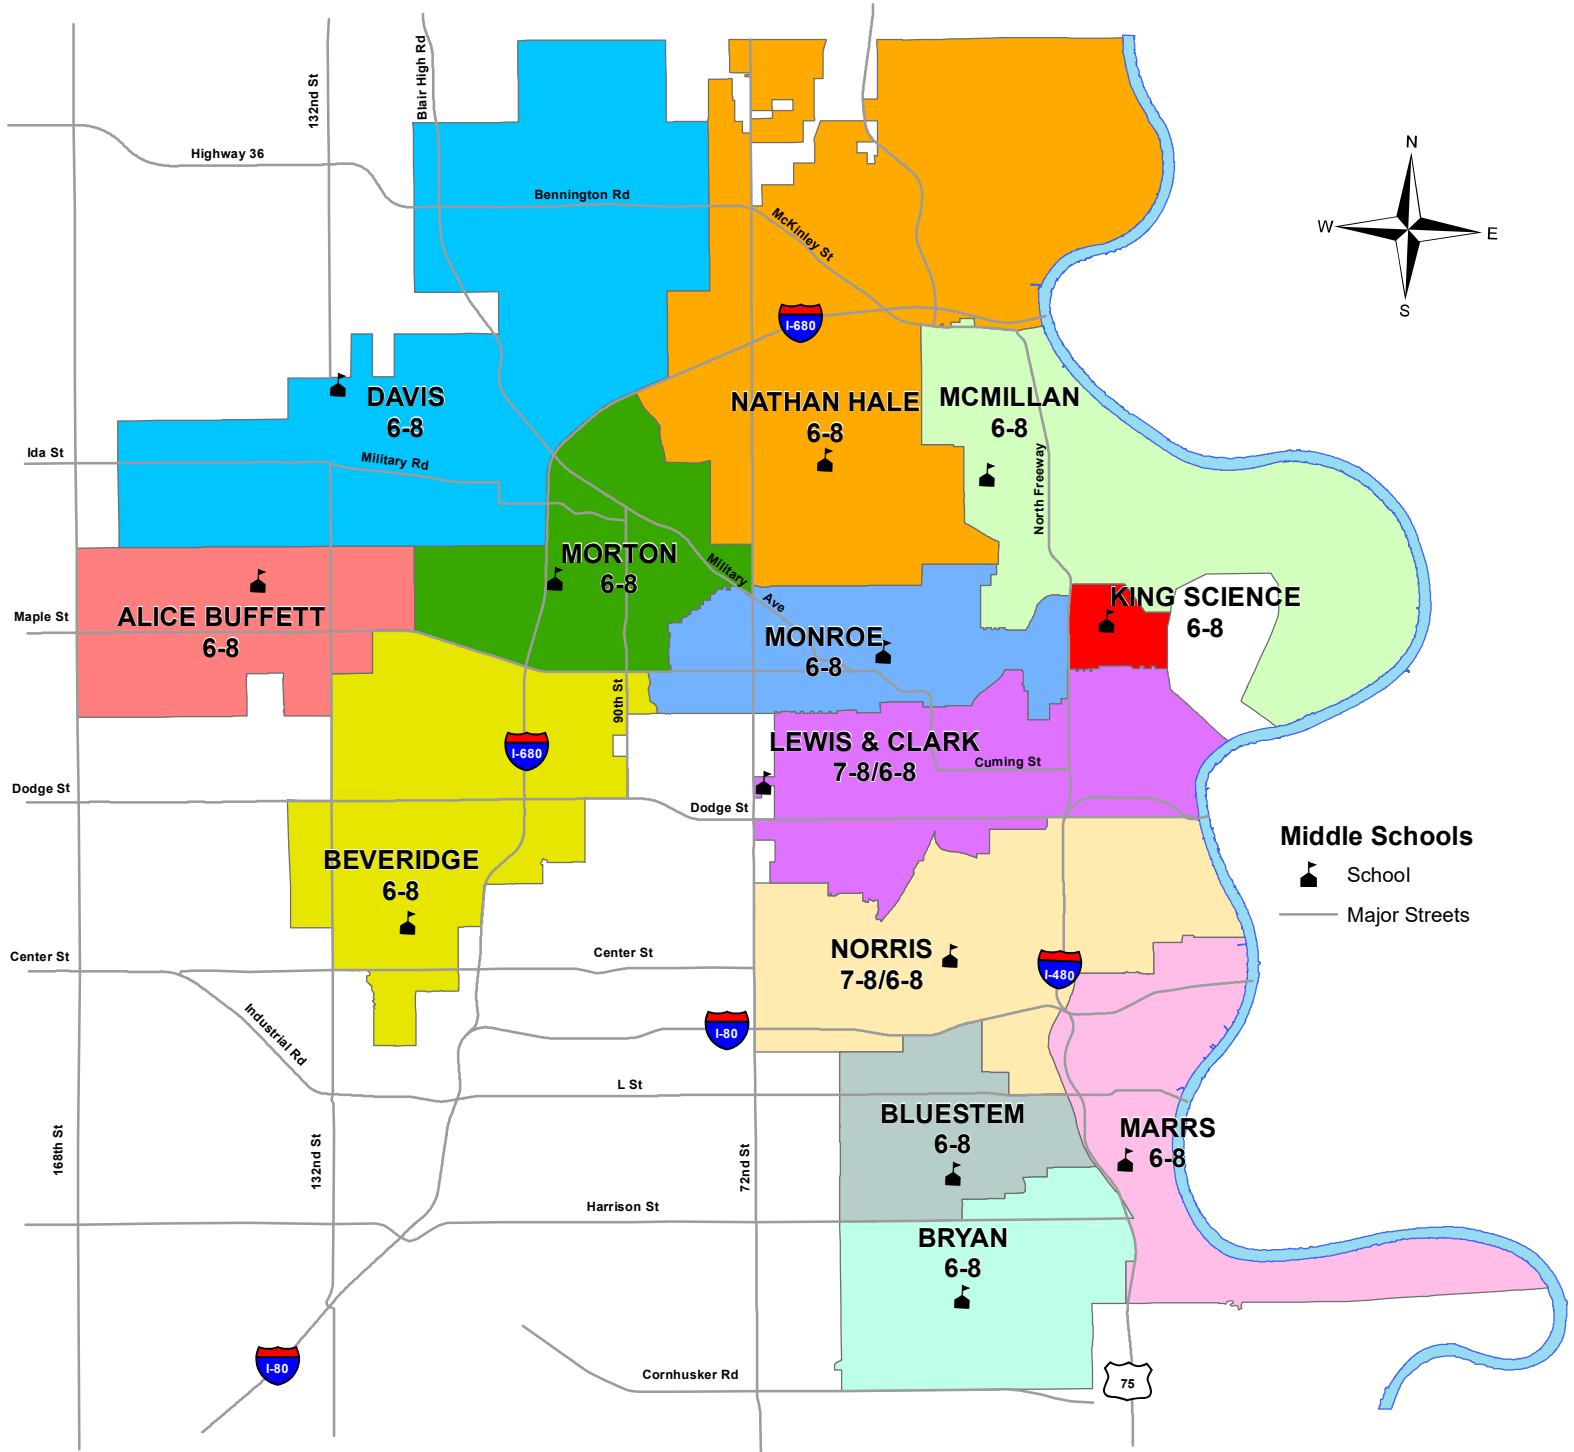 132nd St
Blair High Rd
Highway 36
Bennington Rd
McKinley St
N
W
E
S
I-680
DAVIS
6-8
NATHAN HALE
6-8
MCMILLAN
6-8
Ida St
Military Rd
North Freeway
MORTON
6-8
Military
Ave
ALICE BUFFETT
6-8
Maple St
KING SCIENCE
6-8
MONROE
6-8
90th St
I-680
LEWIS & CLARK
7-8/6-8
Cuming St
Dodge St
Dodge St
Middle Schools
School
Major Streets
BEVERIDGE
6-8
Center St
Center St
NORRIS
7-8/6-8
I-480
Industrial Rd
I-80
L St
BLUESTEM
6-8
MARRS
6-8
168th St
132nd St
72nd St
Harrison St
BRYAN
6-8
I-80
Cornhusker Rd
75